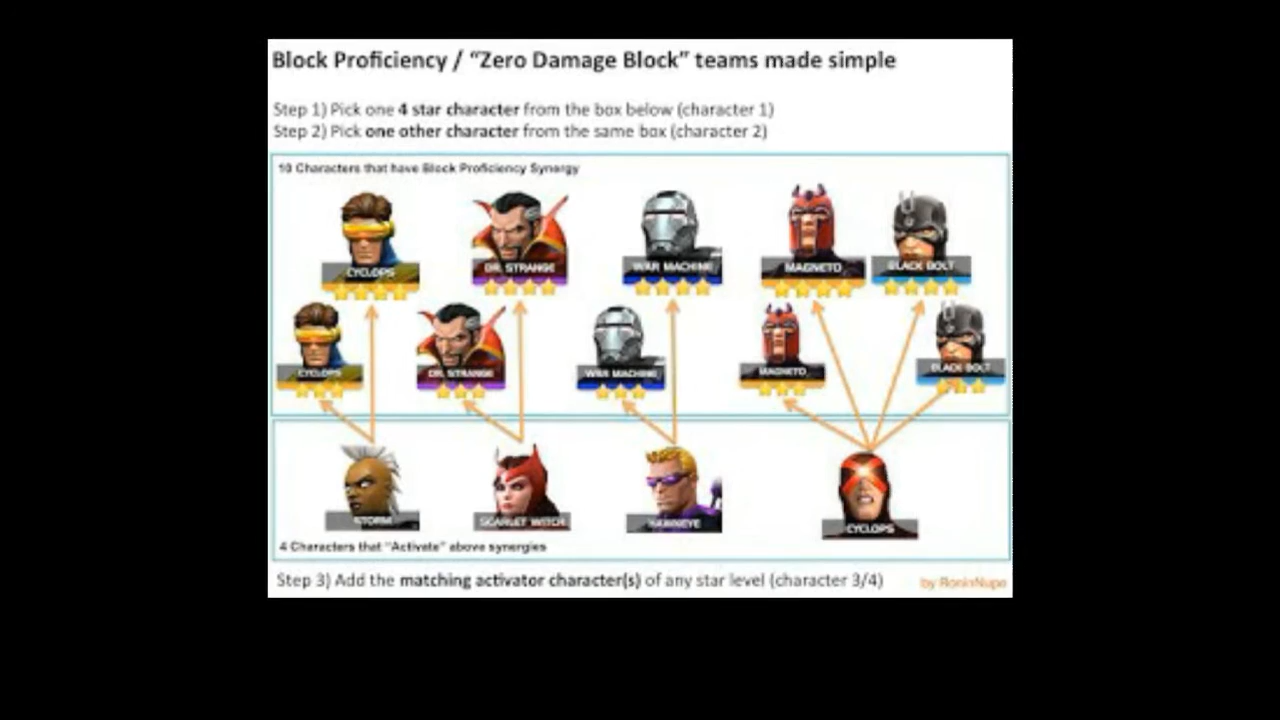 Block Proficiency / “Zero Damage Block” teams made simple
Step 1) Pick one 4 star character from the box below (character 1)
Step 2) Pick one other character from the same box (character 2)
10 Characters that have Block Proficiency Synergy
CYCLOPS DR. STRANGE WAR MACHINE MAGNETO BLACK BOLT
CYCLOPS DR. STRANGE WAR MACHINE MAGNETO BLACK BOLT
STORM SCARLET WITCH HAWKEYE CYCLOPS
4 Characters that "Activate" above synergies
Step 3) Add the matching activator character(s) of any star level (character 3/4)
by RoninNupe